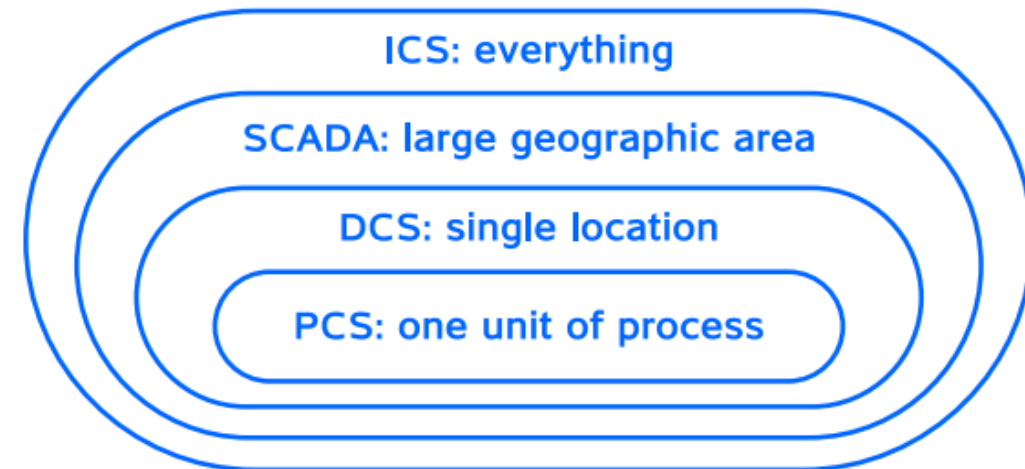 ICS: everything
SCADA: large geographic area
DCS: single location
PCS: one unit of process